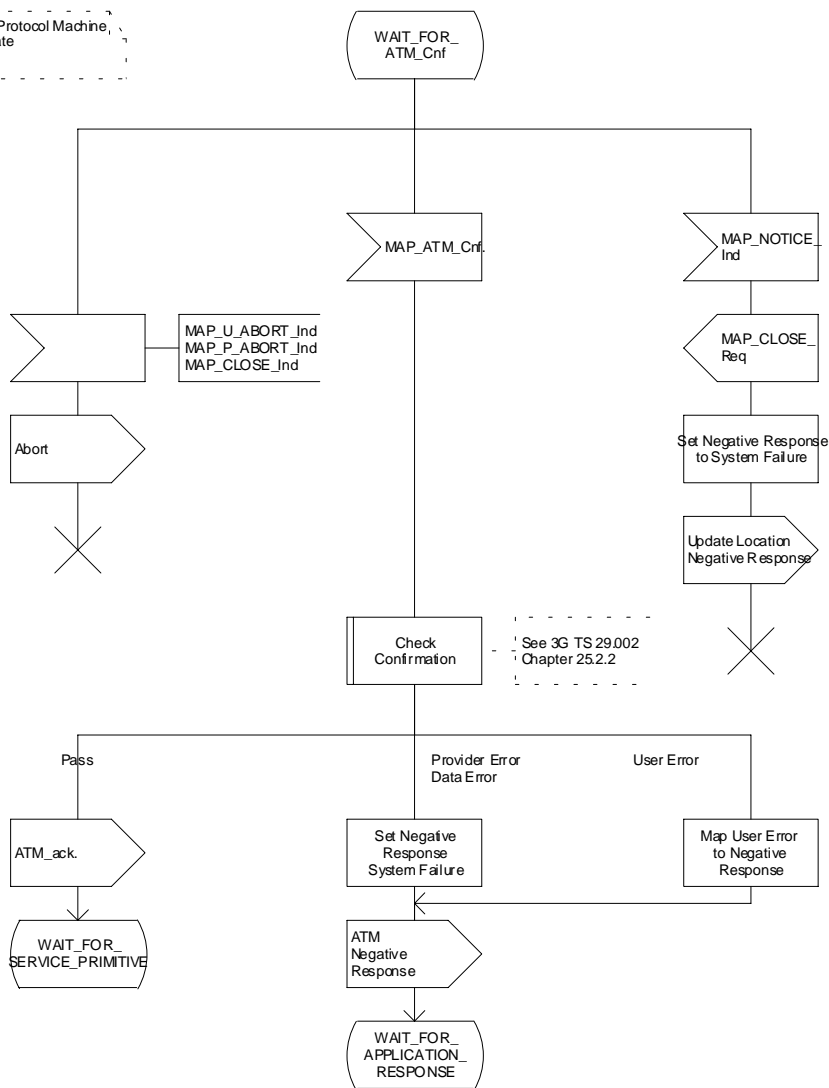 Protocol Machine
WAIT_FOR_
ATM_Cnf
MAP_ATM_Cnf.
MAP_NOTICE_
Ind
MAP_U_ABORT_Ind
MAP_P_ABORT_Ind
MAP_CLOSE_Ind
MAP_CLOSE_
Req
Abort
Set Negative Response
to System Failure
Update Location
Negative Response
Check
Confirmation
See 3G TS 29.002
Chapter 25.2.2
Pass
Provider Error
Data Error
User Error
ATM_ack.
Set Negative
Response
System Failure
Map User Error
to Negative
Response
WAIT_FOR_
SERVICE_PRIMITIVE
ATM
Negative
Response
WAIT_FOR_
APPLICATION_
RESPONSE